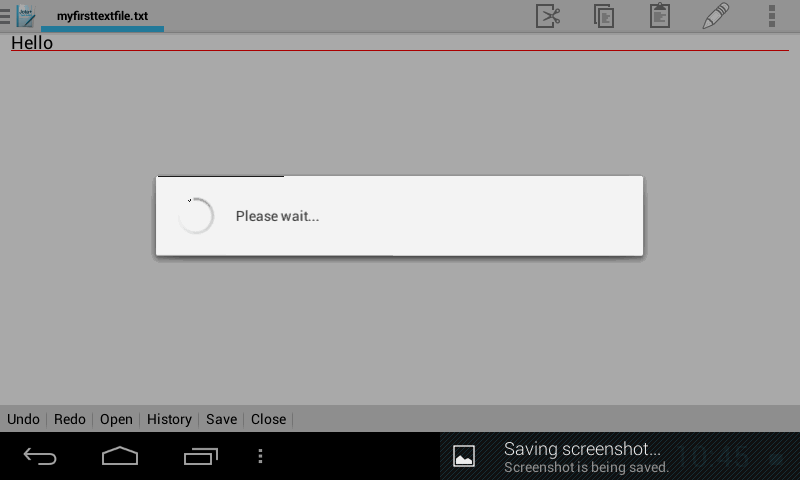 myfirsttextfile.txt
Hello
Please wait...
Undo Redo Open History Save Close
Saving screenshot...
10:45
Screenshot is being saved.